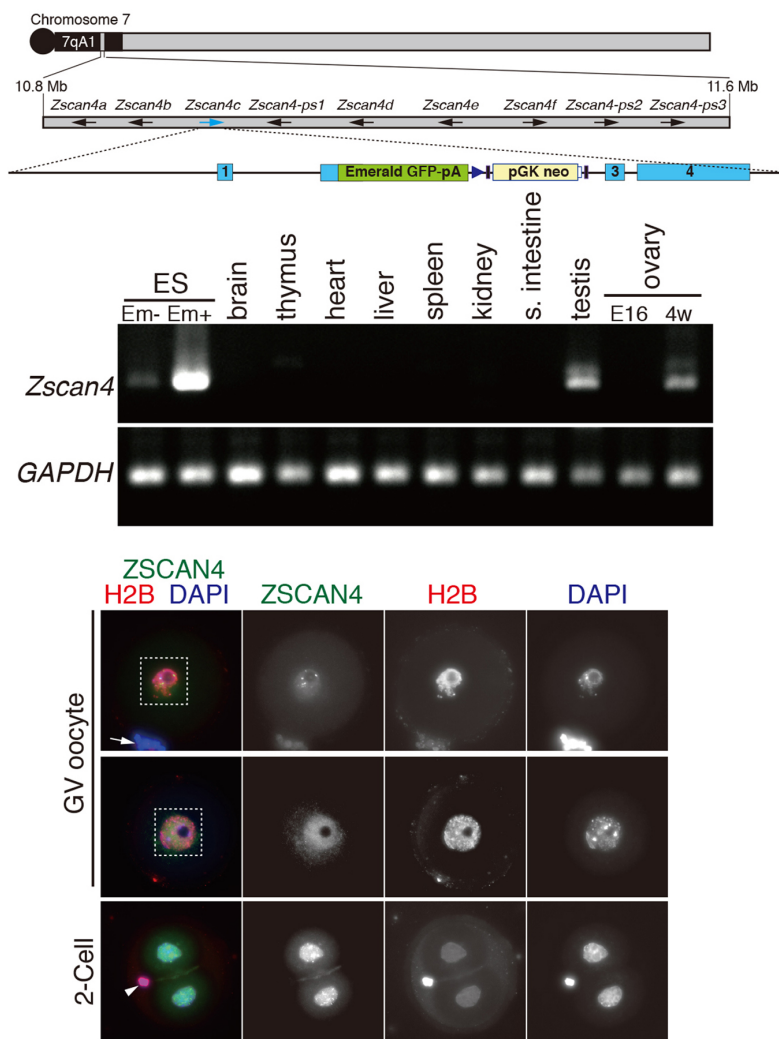 Chromosome 7
7qA1
10.8 Mb 11.6 Mb
Zscan4a Zscan4b Zscan4c Zscan4-ps1 Zscan4d Zscan4e Zscan4f Zscan4-ps2 Zscan4-ps3
1 Emerald GFP-pA pGK neo 3 4
ES brain thymus heart liver spleen kidney s. intestine testis ovary
Em- Em+ E16 4w
Zscan4
GAPDH
ZSCAN4
H2B DAPI ZSCAN4 H2B DAPI
GV oocyte
2-Cell